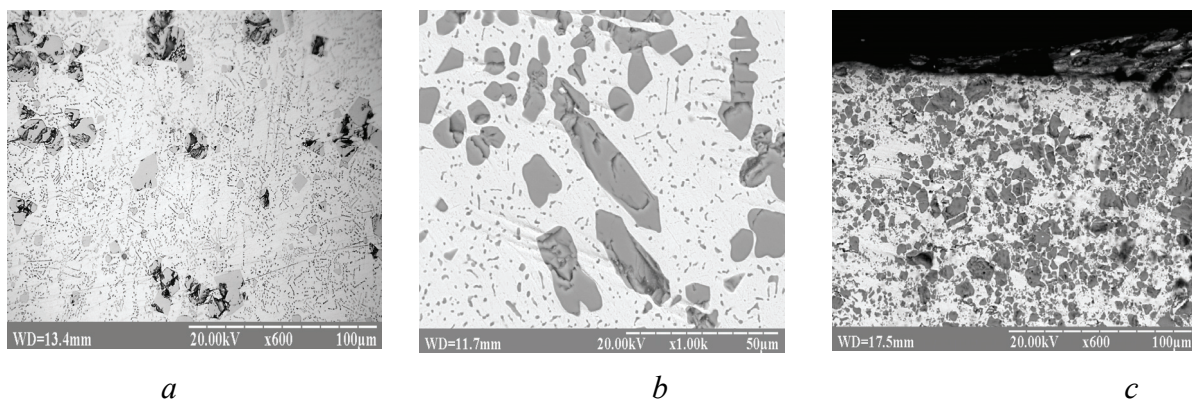 WD=13.4mm 20.00kV x600 100µm
WD=11.7mm 20.00kV x1.00k 50µm
WD=17.5mm 20.00kV x600 100µm
a b c